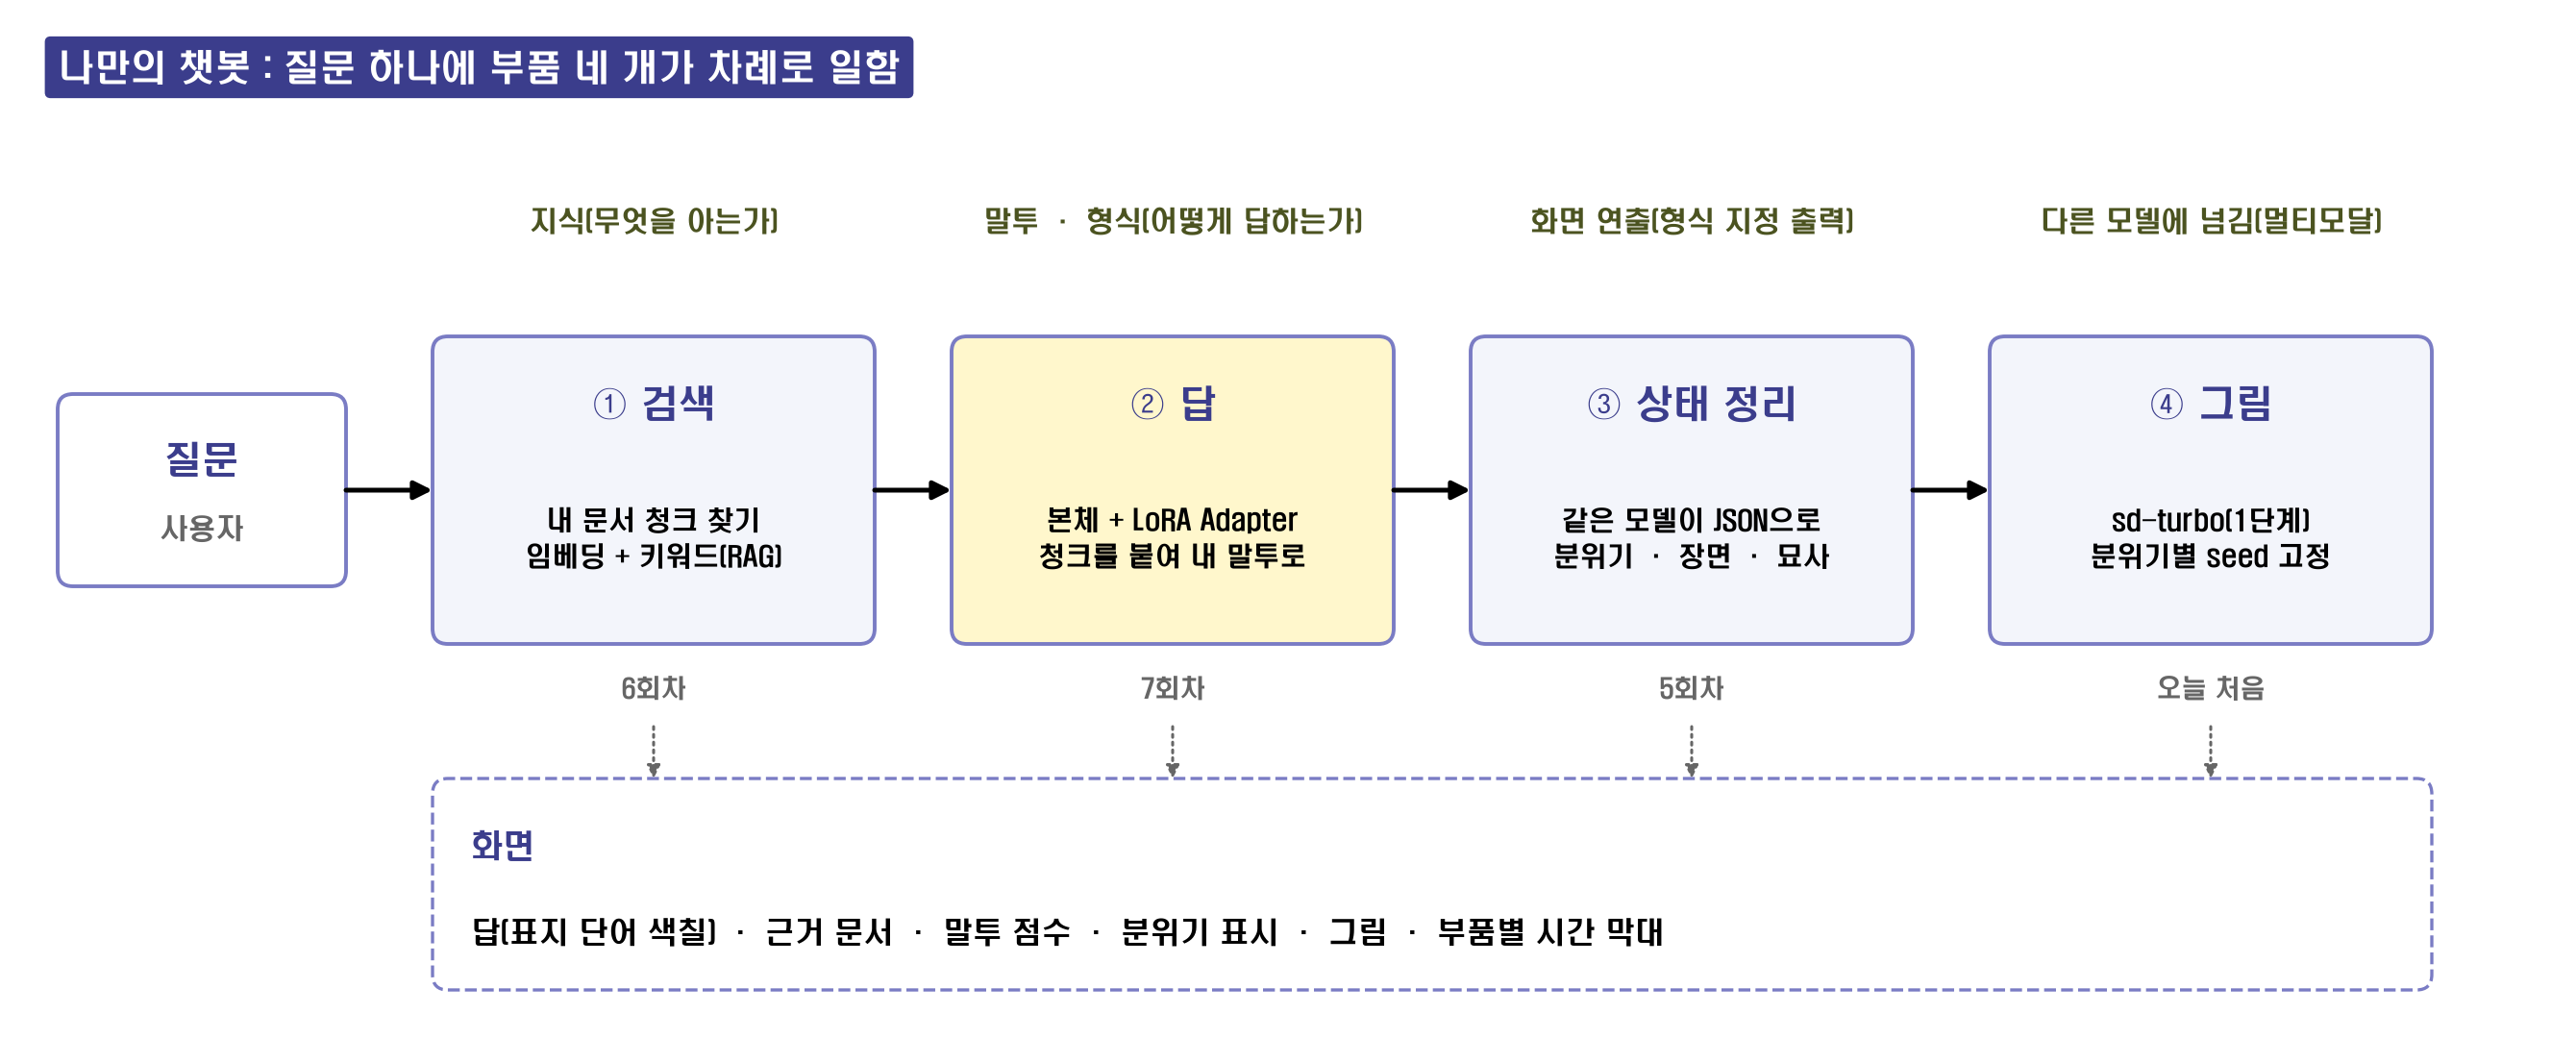 나만의 챗봇 : 질문 하나에 부품 네 개가 차례로 일함
지식(무엇을 아는가)
말투 · 형식(어떻게 답하는가)
화면 연출(형식 지정 출력)
다른 모델에 넘김(멀티모달)
질문
사용자
① 검색
내 문서 청크 찾기
임베딩 + 키워드(RAG)
② 답
본체 + LoRA Adapter
청크를 붙여 내 말투로
③ 상태 정리
같은 모델이 JSON으로
분위기 · 장면 · 묘사
④ 그림
sd-turbo(1단계)
분위기별 seed 고정
6회차
7회차
5회차
오늘 처음
화면
답(표지 단어 색칠) · 근거 문서 · 말투 점수 · 분위기 표시 · 그림 · 부품별 시간 막대